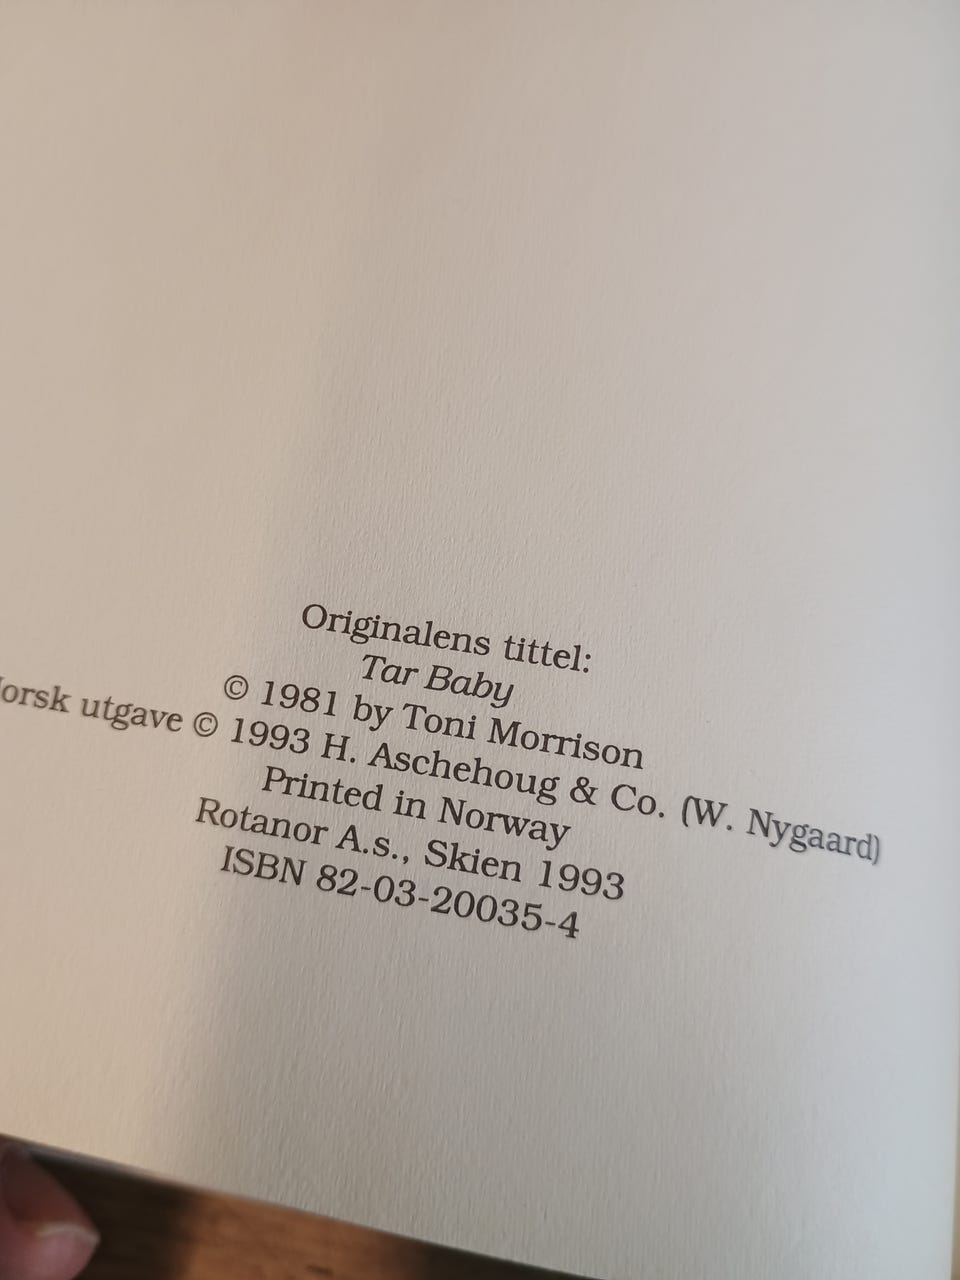 Originalens tittel:
Tar Baby
© 1981 by Toni Morrison
utgave © 1993 H. Aschehoug & Co. (W. Nygaard)
Printed in Norway
Rotanor A.s., Skien 1993
ISBN 82-03-20035-4